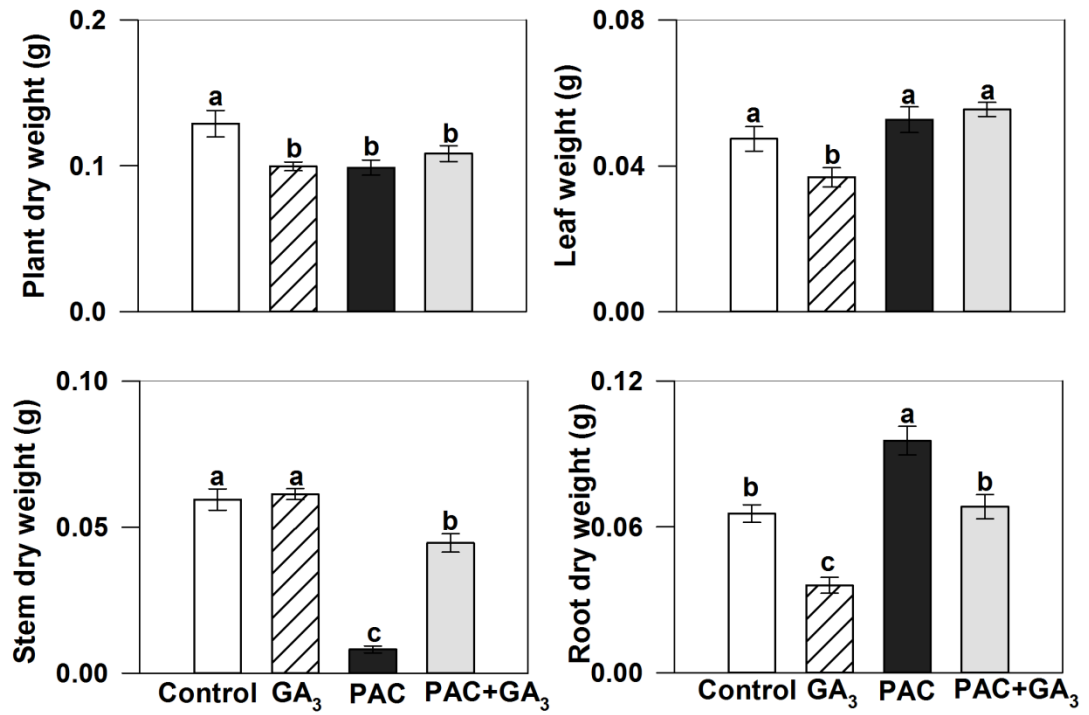 Plant dry weight (g)
0.2
0.1
0.0
a
b
b
b
Leaf weight (g)
0.08
0.04
0.00
a
b
a
a
Stem dry weight (g)
0.10
0.05
0.00
a
a
c
b
Control GA₃ PAC PAC+GA₃
Root dry weight (g)
0.12
0.06
0.00
b
c
a
b
Control GA₃ PAC PAC+GA₃